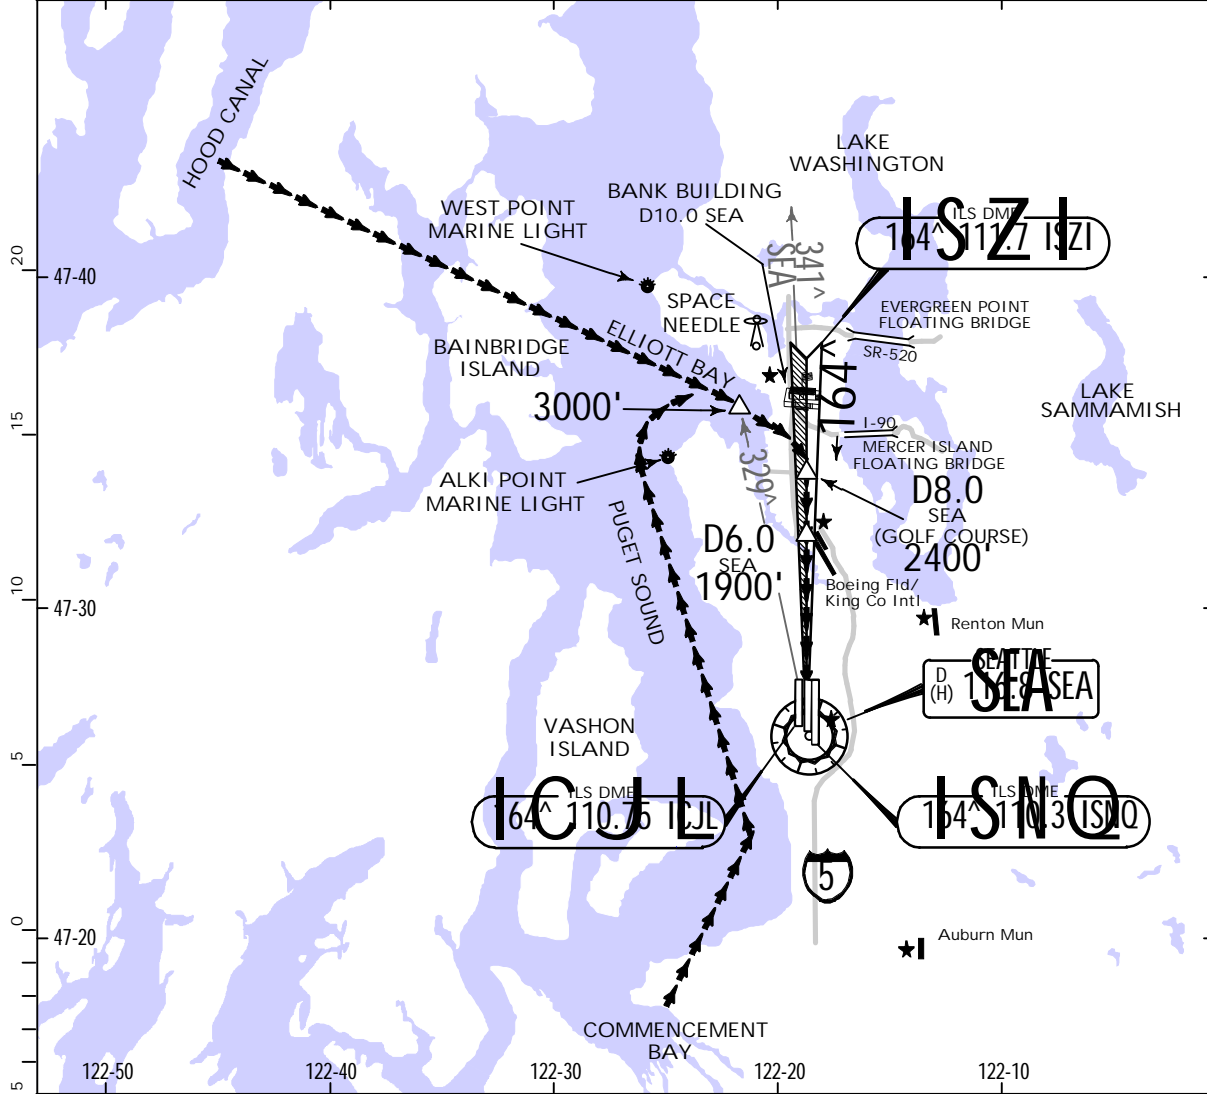 HOOD CANAL
LAKE
WASHINGTON
BANK BUILDING
D10.0 SEA
WEST POINT
MARINE LIGHT
ISZI
ILS DME
164^ 111.7 ISZI
341^
SEA
20
47-40
SPACE
NEEDLE
EVERGREEN POINT
FLOATING BRIDGE
SR-520
ELLIOTT BAY
BAINBRIDGE
ISLAND
164^
3000'
LAKE
SAMMAMISH
15
I-90
MERCER ISLAND
FLOATING BRIDGE
329^
ALKI POINT
MARINE LIGHT
D8.0
SEA
(GOLF COURSE)
2400'
PUGET SOUND
D6.0
SEA
1900'
Boeing Fld/
King Co Intl
10
47-30
Renton Mun
SEATTLE
SEA
D
(H)
116.8 SEA
VASHON
ISLAND
5
ICJL
ILS DME
164^ 110.75 ICJL
ISNQ
ILS DME
164^ 110.3 ISNQ
5
0
47-20
Auburn Mun
COMMENCEMENT
BAY
5
122-50
122-40
122-30
122-20
122-10